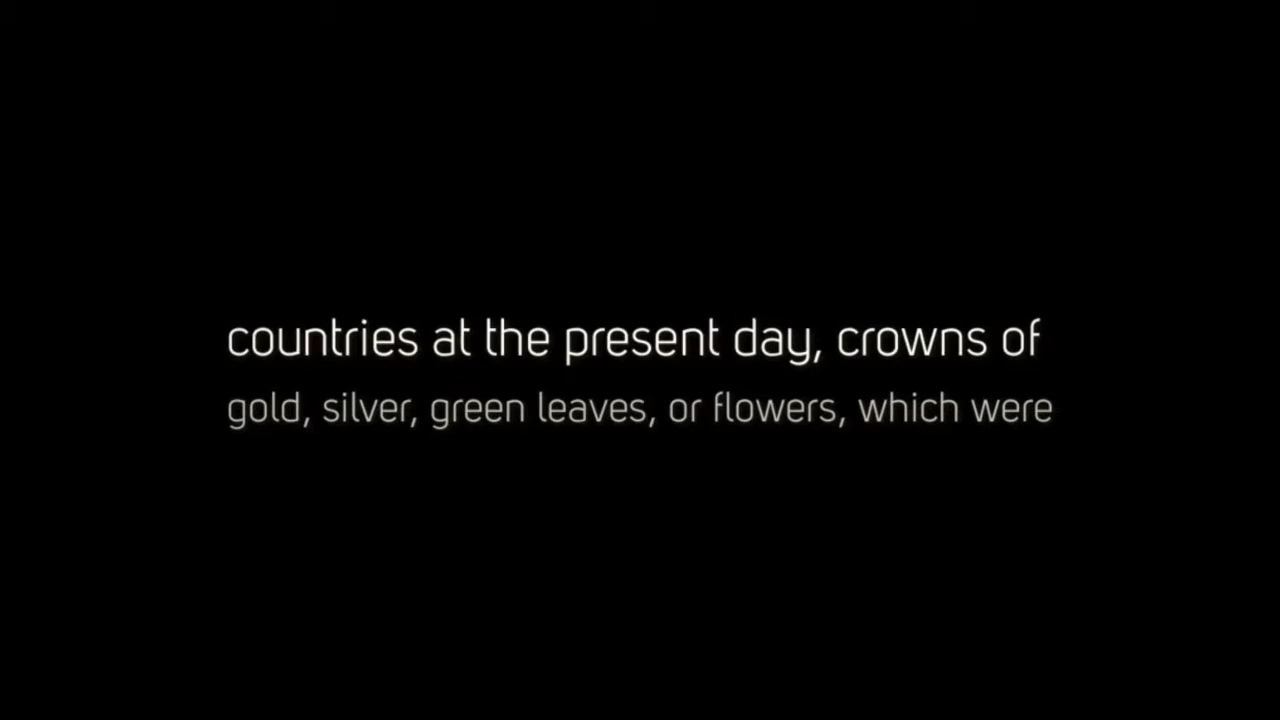 countries at the present day, crowns of
gold, silver, green leaves, or flowers, which were